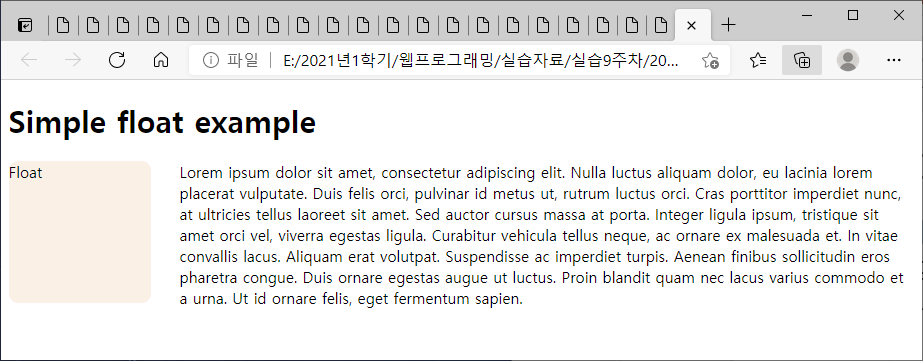 파일
E:/2021년1학기/웹프로그래밍/실습자료/실습9주차/20...
Simple float example
Float
Lorem ipsum dolor sit amet, consectetur adipiscing elit. Nulla luctus aliquam dolor, eu lacinia lorem
placerat vulputate. Duis felis orci, pulvinar id metus ut, rutrum luctus orci. Cras porttitor imperdiet nunc,
at ultricies tellus laoreet sit amet. Sed auctor cursus massa at porta. Integer ligula ipsum, tristique sit
amet orci vel, viverra egestas ligula. Curabitur vehicula tellus neque, ac ornare ex malesuada et. In vitae
convallis lacus. Aliquam erat volutpat. Suspendisse ac imperdiet turpis. Aenean finibus sollicitudin eros
pharetra congue. Duis ornare egestas augue ut luctus. Proin blandit quam nec lacus varius commodo et
a urna. Ut id ornare felis, eget fermentum sapien.